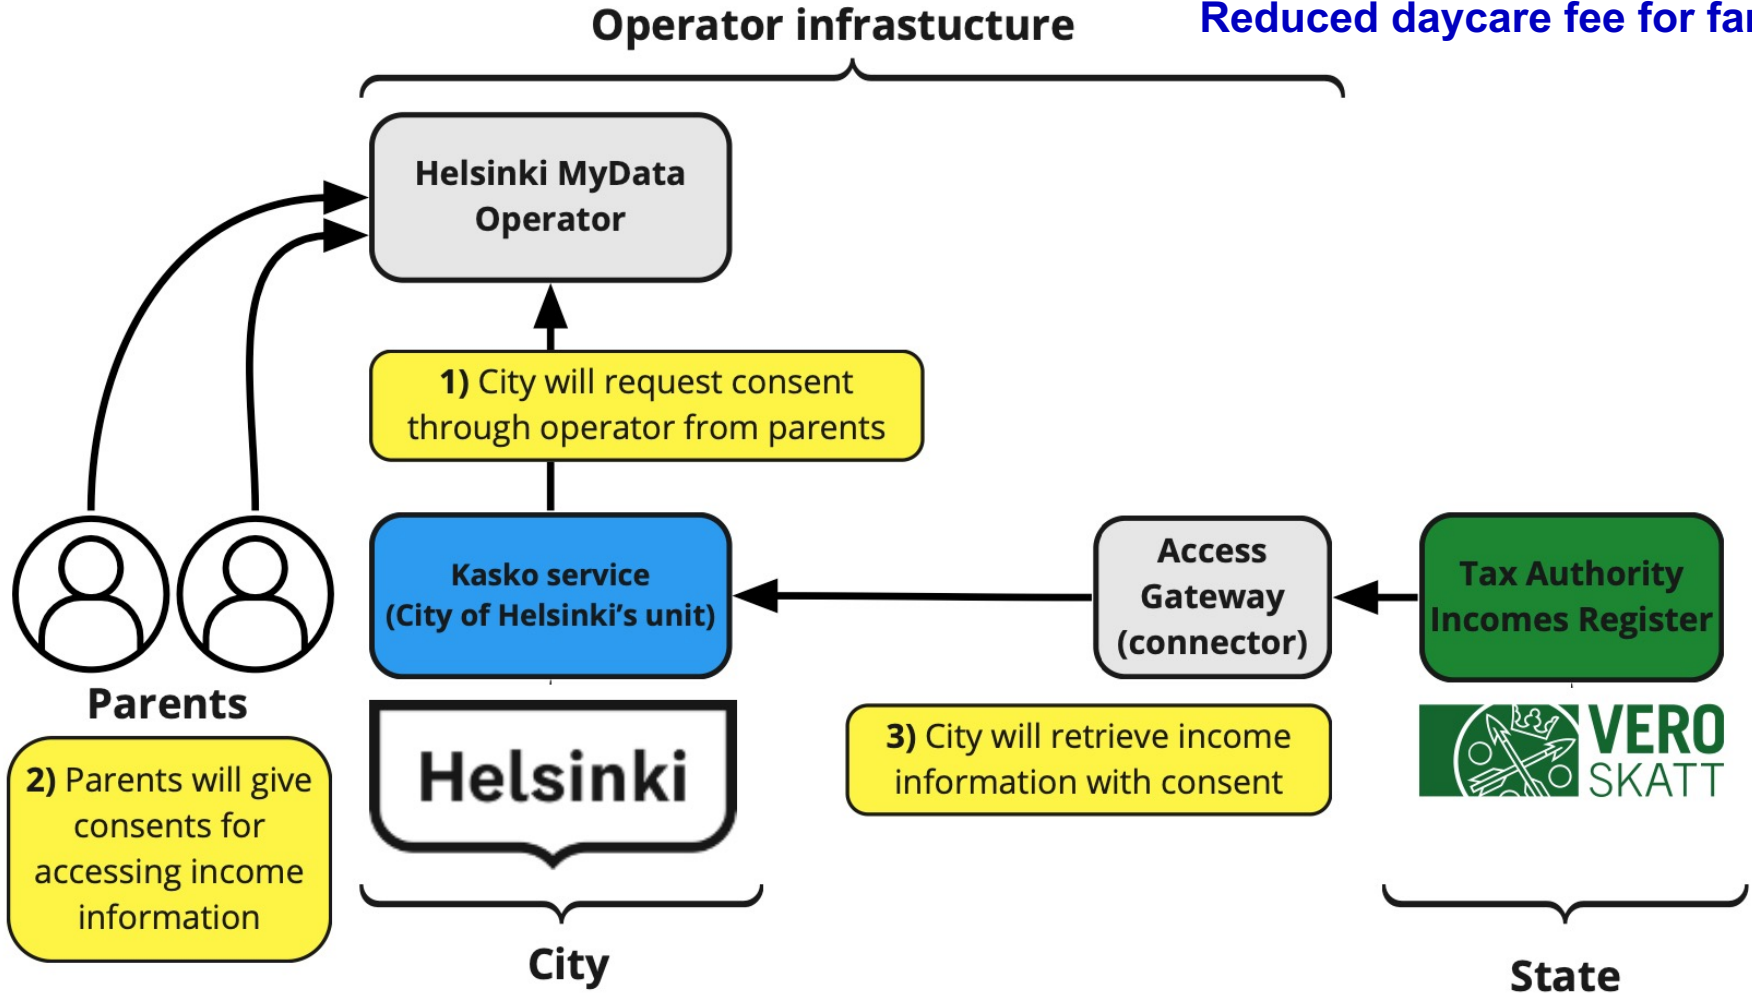 Operator infrastucture
Reduced daycare fee for
Helsinki MyData
Operator
1) City will request consent
through operator from parents
Kasko service
(City of Helsinki's unit)
Access
Gateway
(connector)
Tax Authority
Incomes Register
Parents
2) Parents will give
consents for
accessing income
information
Helsinki
3) City will retrieve income
information with consent
VERO
SKATT
City
State